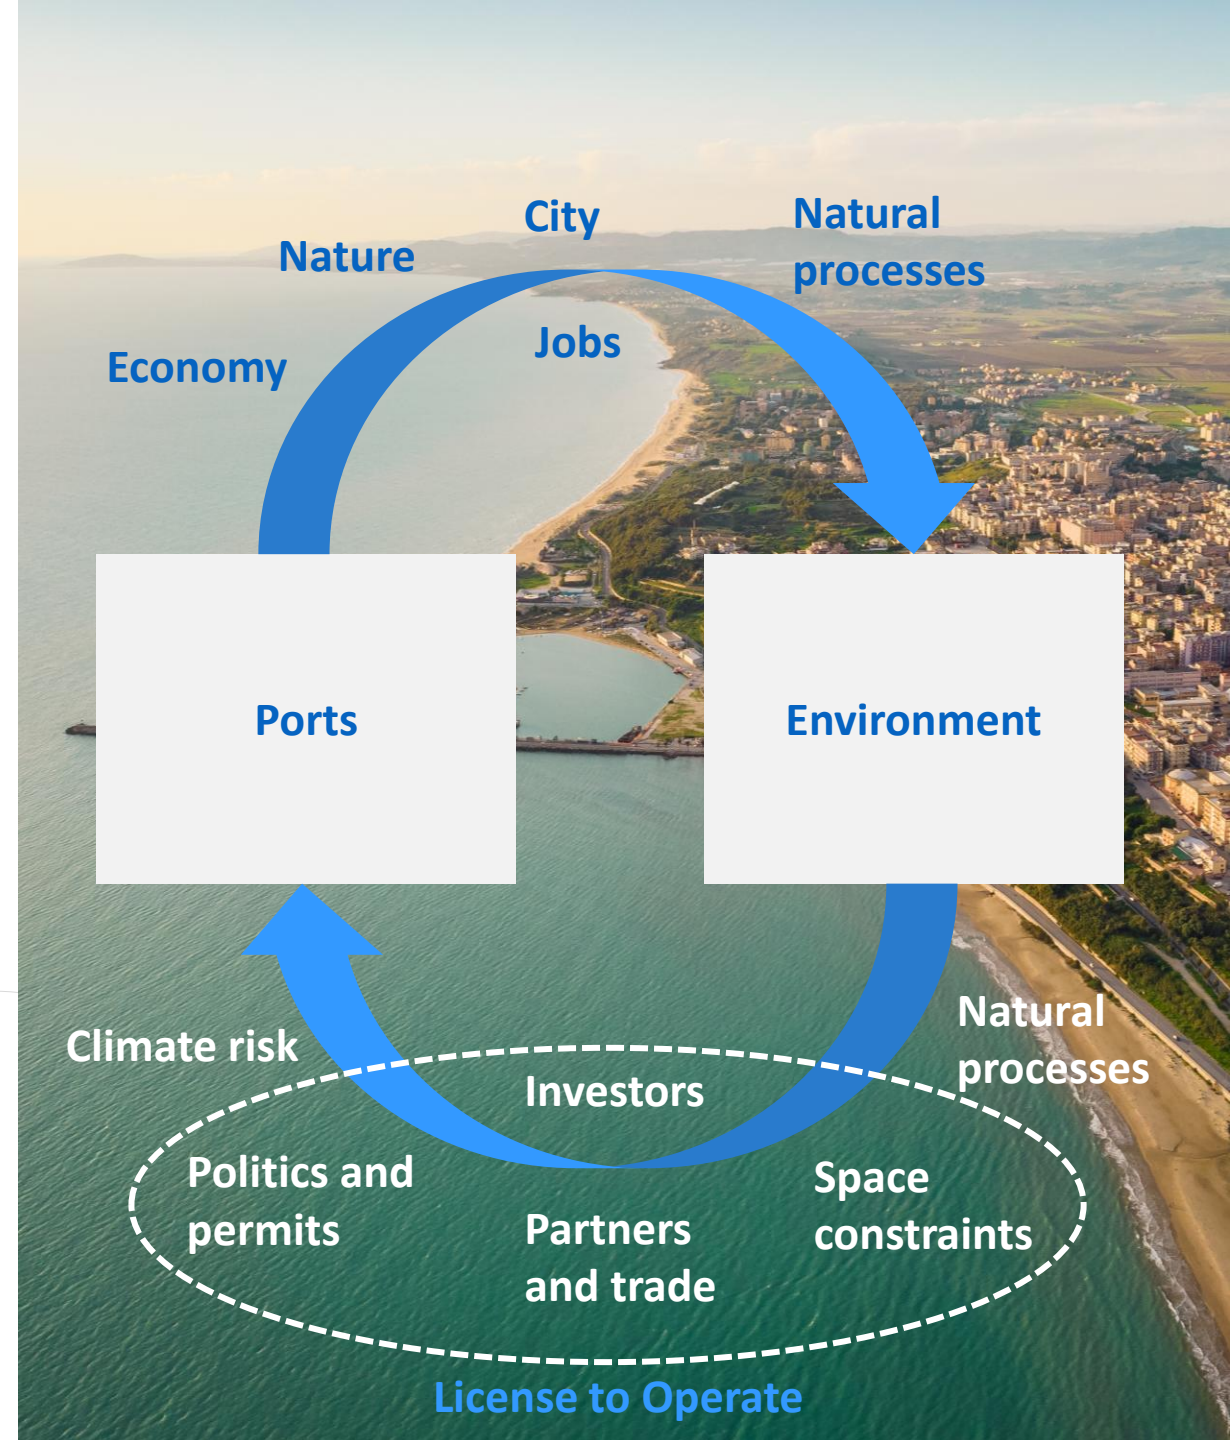 City
Natural
processes
Nature
Jobs
Economy
Ports
Environment
Natural
processes
Climate risk
Investors
Politics and
permits
Space
constraints
Partners
and trade
License to Operate